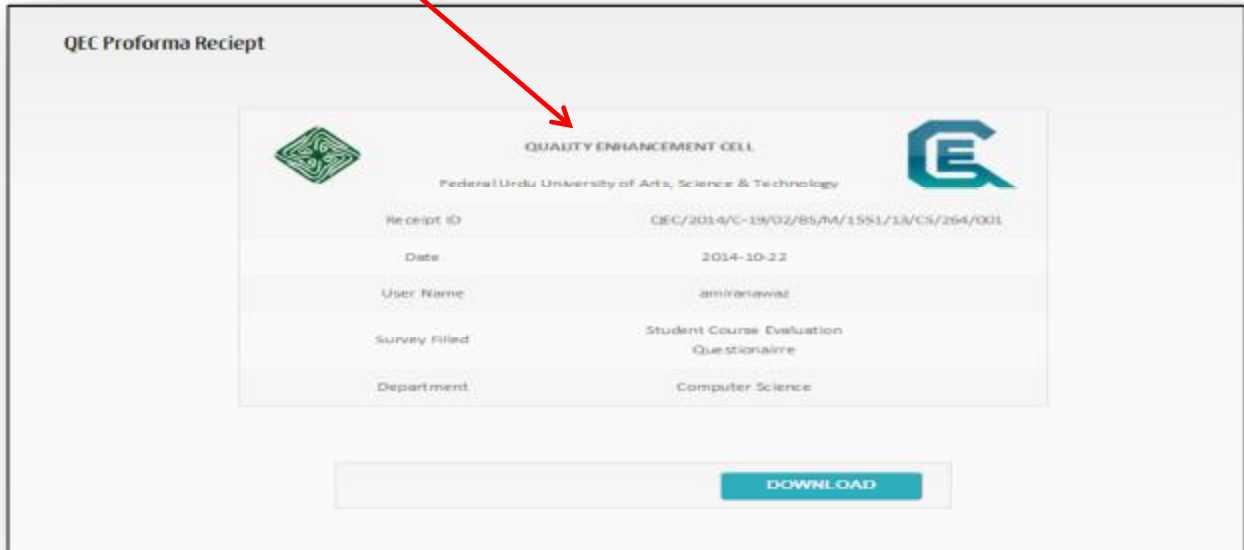 QEC Proforma Reciept
QUALITY ENHANCEMENT CELL
Federal Urdu University of Arts, Science & Technology
Receipt ID QEC/2014/C-19/02/BS/M/1551/13/CS/264/001
Date 2014-10-22
User Name amiranawaz
Survey Filled Student Course Evaluation
Questionairre
Department Computer Science
DOWNLOAD